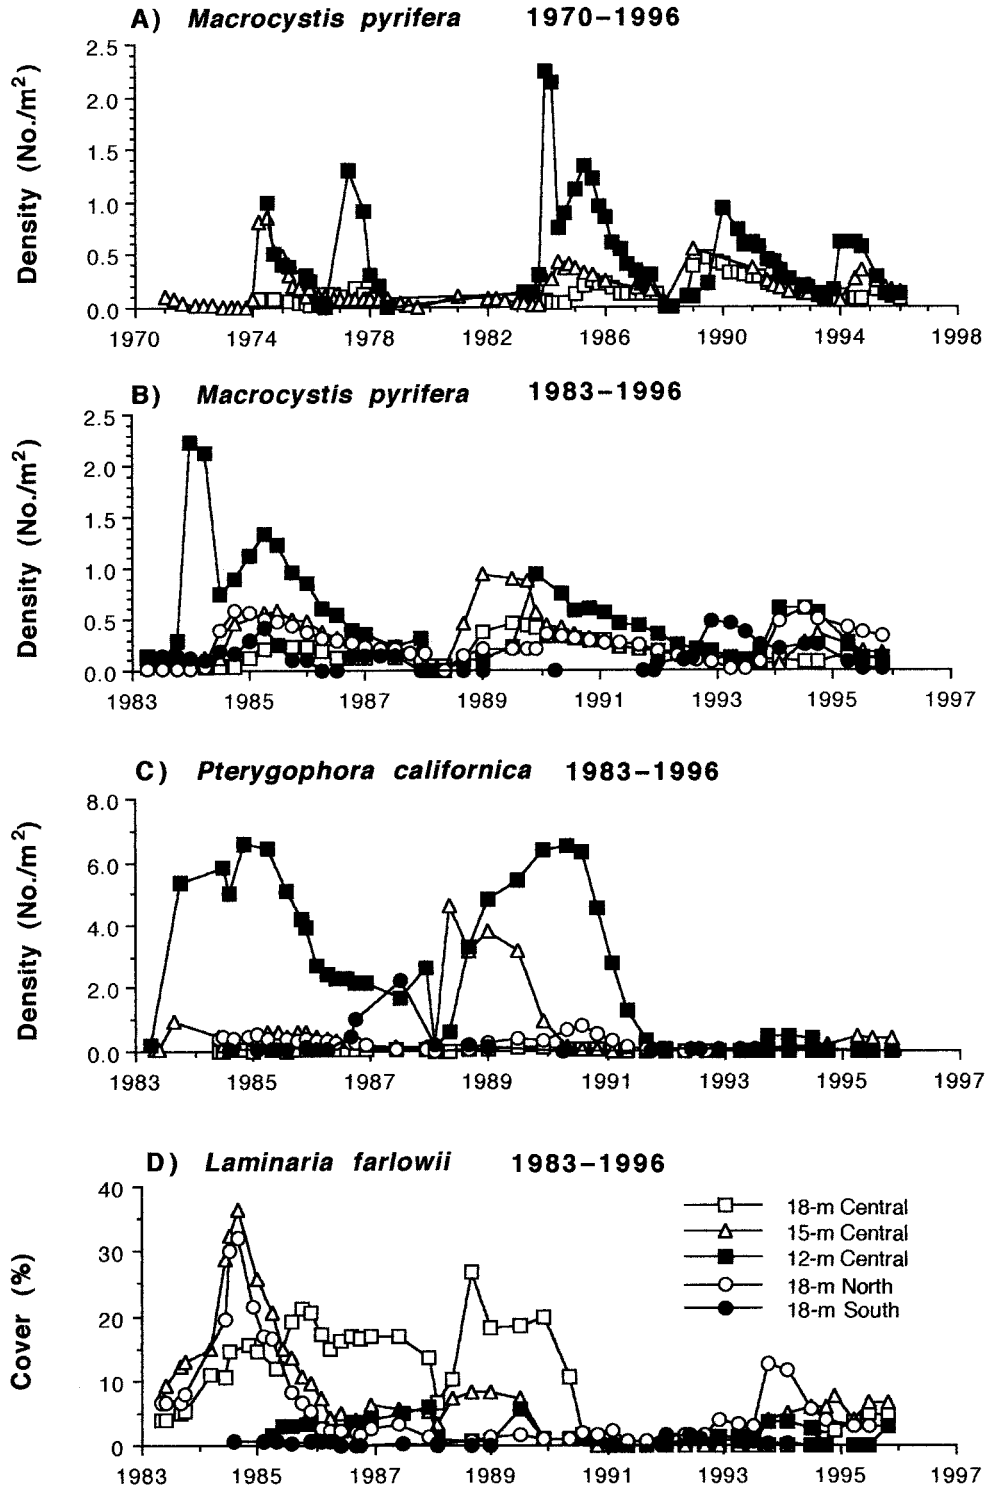 A) Macrocystis pyrifera 1970–1996
Density (No./m²)
2.5
2.0
1.5
1.0
0.5
0.0
1970 1974 1978 1982 1986 1990 1994 1998
B) Macrocystis pyrifera 1983–1996
Density (No./m²)
2.5
2.0
1.5
1.0
0.5
0.0
1983 1985 1987 1989 1991 1993 1995 1997
C) Pterygophora californica 1983–1996
Density (No./m²)
8.0
6.0
4.0
2.0
0.0
1983 1985 1987 1989 1991 1993 1995 1997
D) Laminaria farlowii 1983–1996
Cover (%)
40
30
20
10
0
18-m Central
15-m Central
12-m Central
18-m North
18-m South
1983 1985 1987 1989 1991 1993 1995 1997